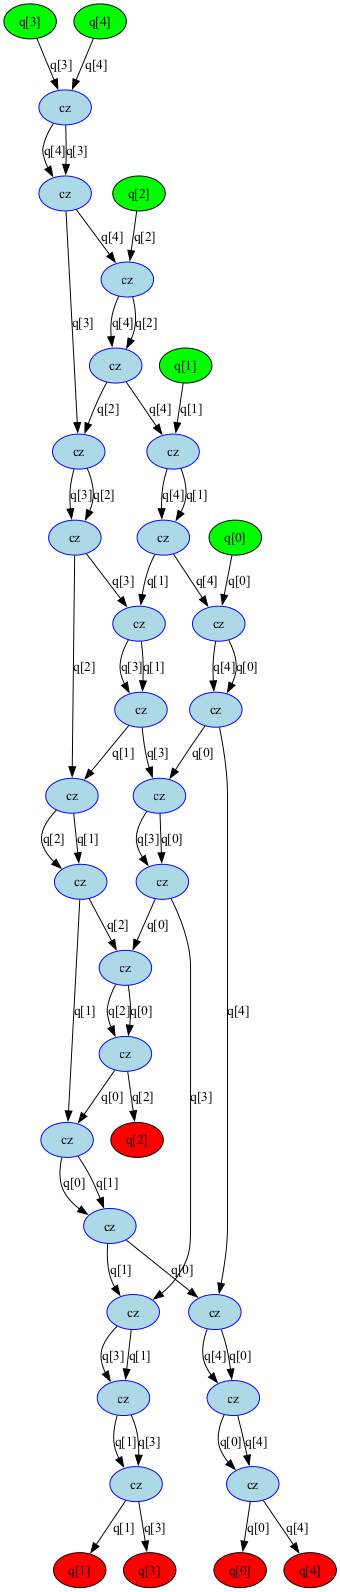 q[3] q[4]
q[3] q[4]
cz
q[4] q[3]
cz q[2]
q[4] q[2]
cz
q[3] q[4] q[2]
cz q[1]
q[2] q[4] q[1]
cz cz
q[3] q[2] q[4] q[1]
cz cz q[0]
q[3] q[1] q[4] q[0]
cz cz
q[2] q[3] q[1] q[4] q[0]
cz cz
q[1] q[3] q[0]
cz cz
q[2] q[1] q[3] q[0]
cz cz
q[2] q[0]
cz
q[1] q[2] q[0] q[4]
cz
q[0] q[2] q[3]
cz q[2]
q[0] q[1]
cz
q[1] q[0]
cz cz
q[3] q[1] q[4] q[0]
cz cz
q[1] q[3] q[0] q[4]
cz cz
q[1] q[3] q[0] q[4]
q[1] q[3] q[0] q[4]